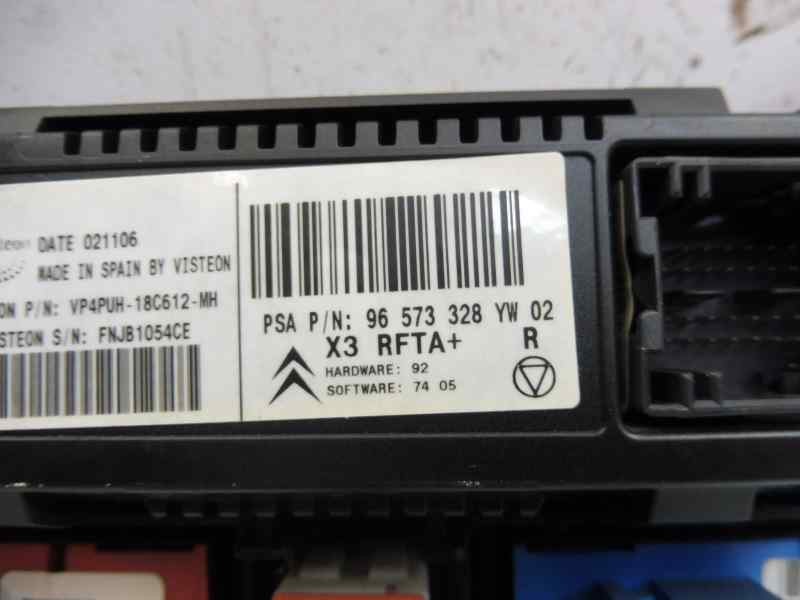 DATE 021106
MADE IN SPAIN BY VISTEON
P/N: VP4PUH-18C612-MH
S/N: FNJB1054CE
PSA P/N: 96 573 328 YW 02
X3 RFTA+ R
HARDWARE: 92
SOFTWARE: 74 05